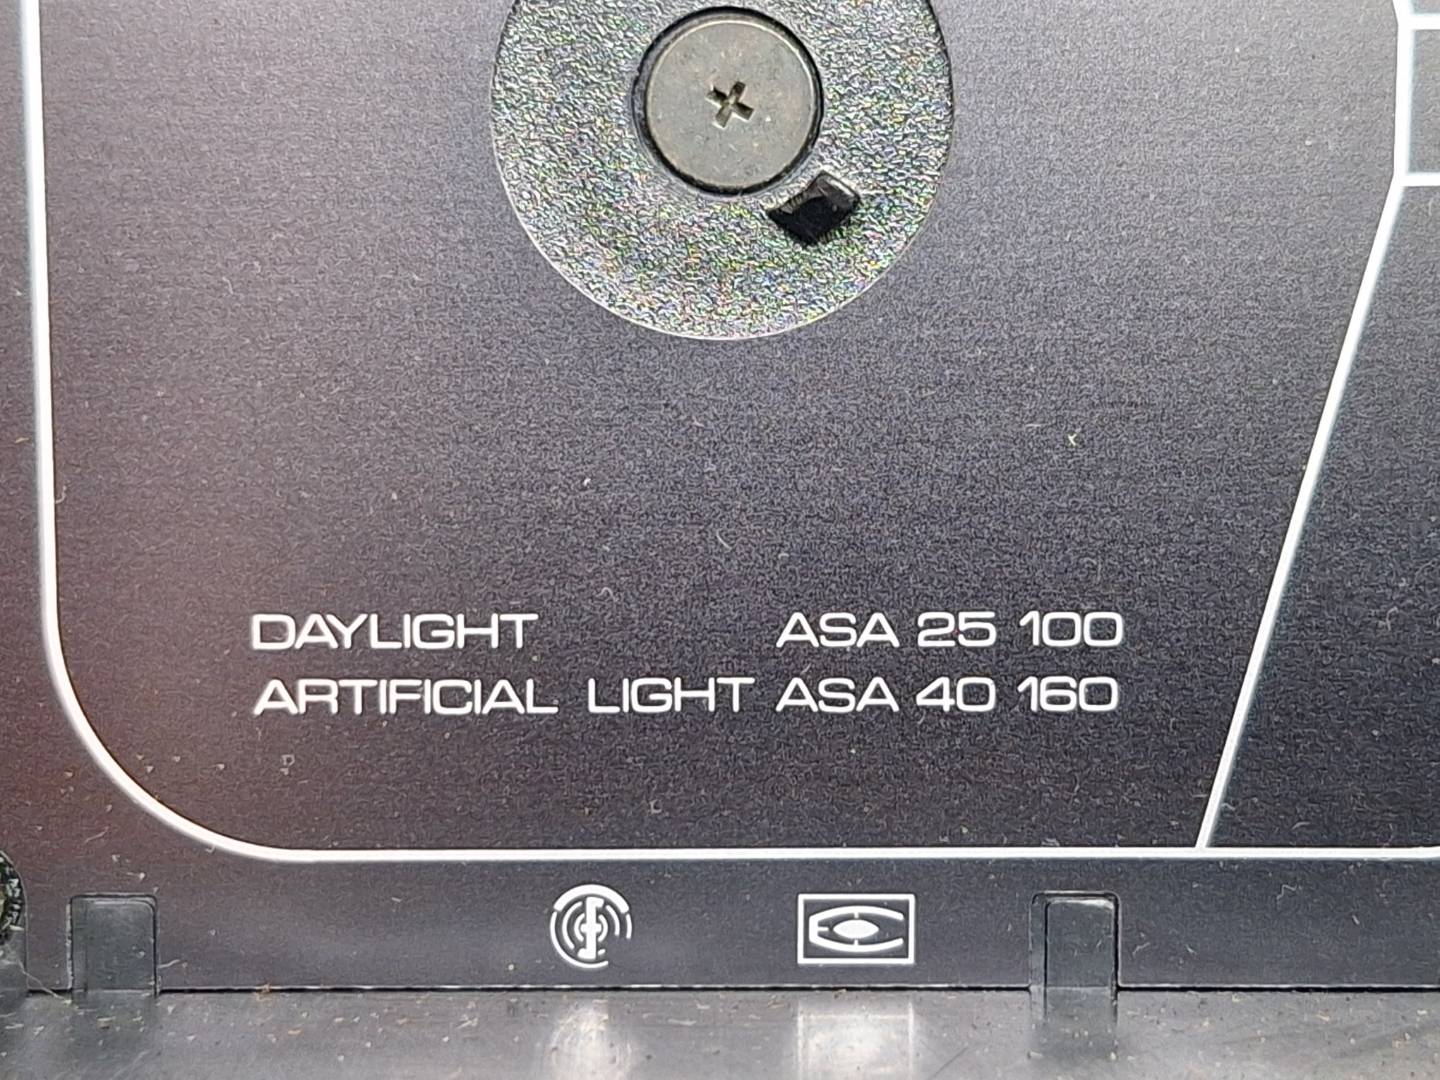 DAYLIGHT ASA 25 100
ARTIFICIAL LIGHT ASA 40 160